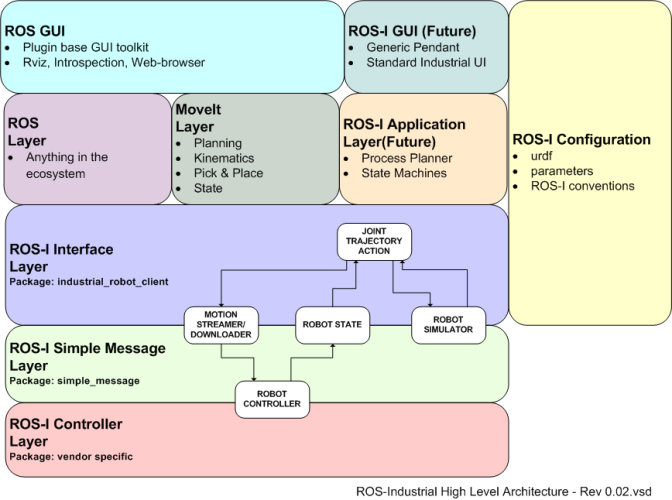 ROS GUI
• Plugin base GUI toolkit
• Rviz, Introspection, Web-browser
ROS-I GUI (Future)
• Generic Pendant
• Standard Industrial UI
ROS
Layer
• Anything in the
ecosystem
MoveIt
Layer
• Planning
• Kinematics
• Pick & Place
• State
ROS-I Application
Layer(Future)
• Process Planner
• State Machines
ROS-I Configuration
• urdf
• parameters
• ROS-I conventions
ROS-I Interface
Layer
Package: industrial_robot_client
JOINT
TRAJECTORY
ACTION
MOTION
STREAMER/
DOWNLOADER
ROBOT STATE
ROBOT
SIMULATOR
ROS-I Simple Message
Layer
Package: simple_message
ROBOT
CONTROLLER
ROS-I Controller
Layer
Package: vendor specific
ROS-Industrial High Level Architecture - Rev 0.02.vsd